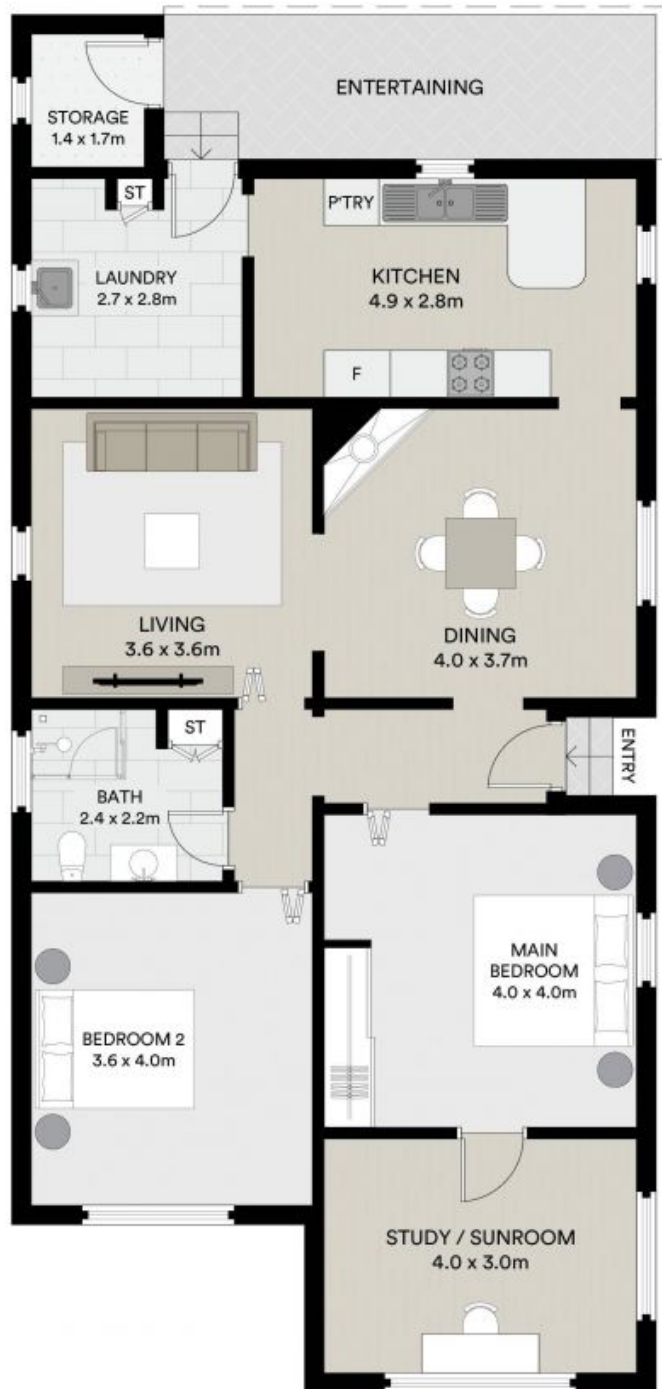 ENTERTAINING
STORAGE
1.4 x 1.7m
ST
P'TRY
LAUNDRY
2.7 x 2.8m
KITCHEN
4.9 x 2.8m
F
LIVING
3.6 x 3.6m
DINING
4.0 x 3.7m
ST
ENTRY
BATH
2.4 x 2.2m
MAIN
BEDROOM
4.0 x 4.0m
BEDROOM 2
3.6 x 4.0m
STUDY / SUNROOM
4.0 x 3.0m